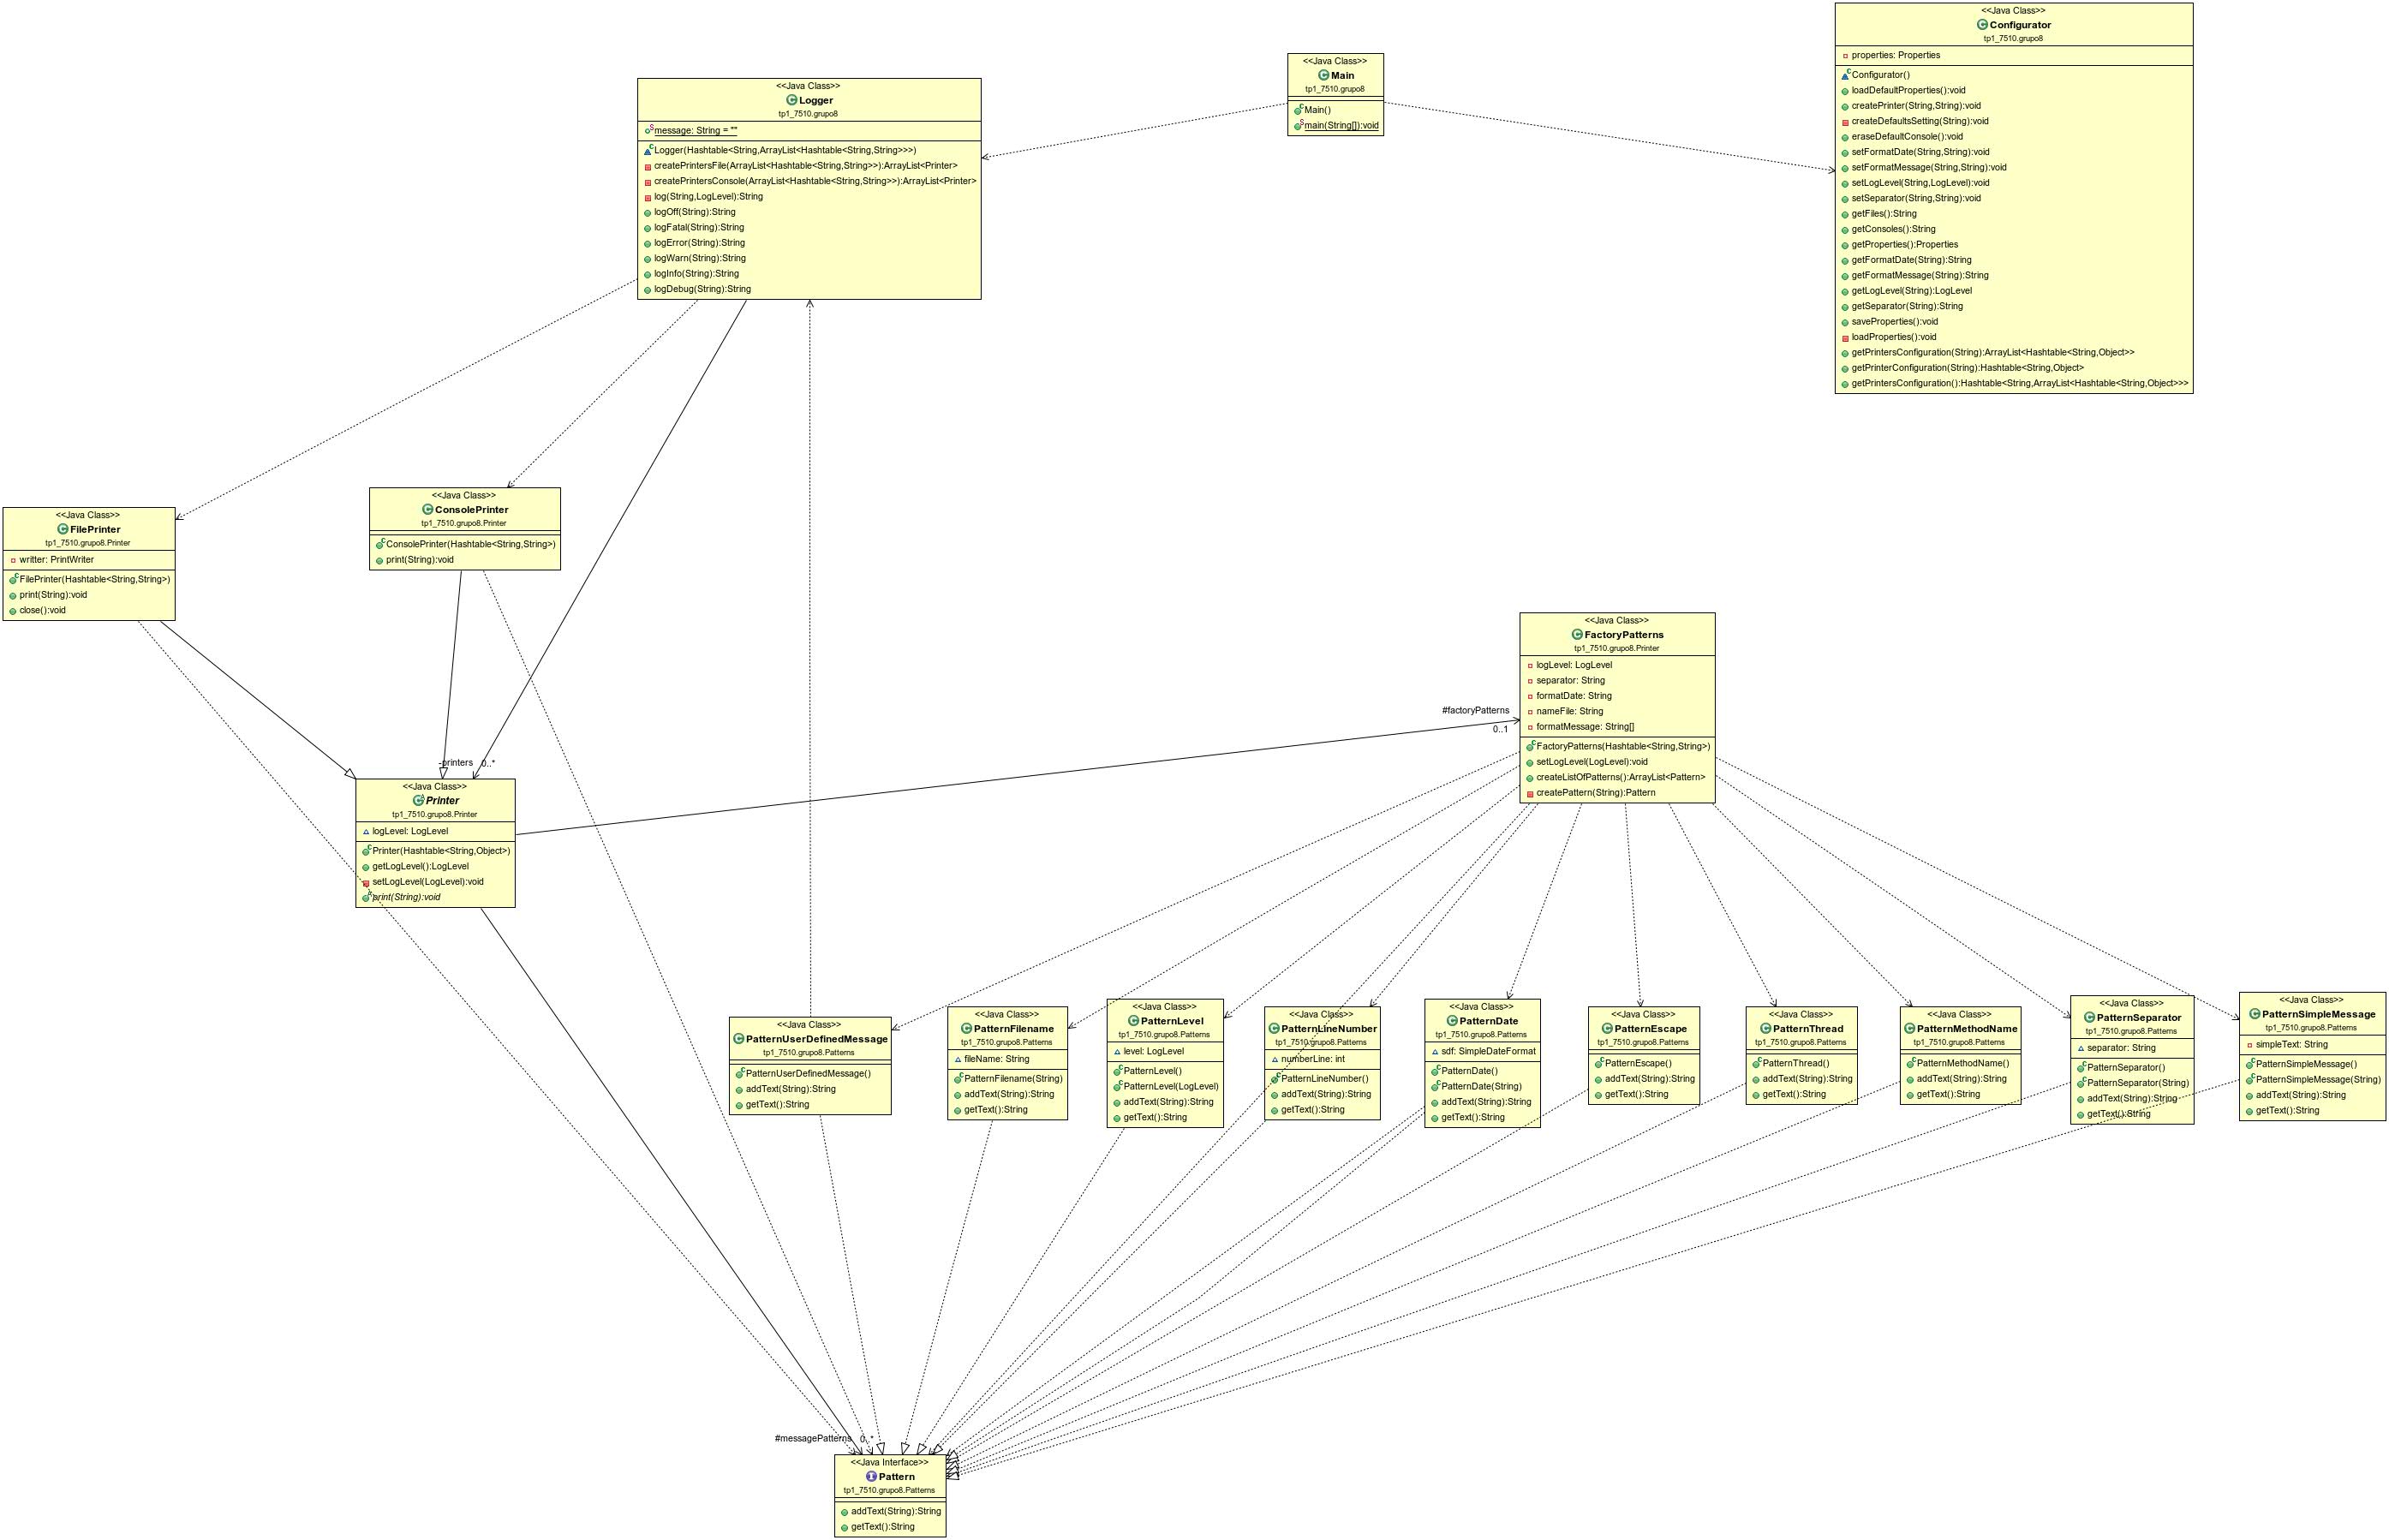 <<Java Class>>
Configurator
tp1_7510.grupo8
properties: Properties
Configurator()
loadDefaultProperties():void
createPrinter(String,String):void
createDefaultsSetting(String):void
eraseDefaultConsole():void
setFormatDate(String,String):void
setFormatMessage(String,String):void
setLogLevel(String,LogLevel):void
setSeparator(String,String):void
getFiles():String
getConsoles():String
getProperties():Properties
getFormatDate(String):String
getFormatMessage(String):String
getLogLevel(String):LogLevel
getSeparator(String):String
saveProperties():void
loadProperties():void
getPrintersConfiguration(String):ArrayList<Hashtable<String,Object>>
getPrinterConfiguration(String):Hashtable<String,Object>
getPrintersConfiguration():Hashtable<String,ArrayList<Hashtable<String,Object>>>
<<Java Class>>
Main
tp1_7510.grupo8
Main()
main(String[]):void
<<Java Class>>
Logger
tp1_7510.grupo8
message: String = ""
Logger(Hashtable<String,ArrayList<Hashtable<String,String>>>)
createPrintersFile(ArrayList<Hashtable<String,String>>):ArrayList<Printer>
createPrintersConsole(ArrayList<Hashtable<String,String>>):ArrayList<Printer>
log(String,LogLevel):String
logOff(String):String
logFatal(String):String
logError(String):String
logWarn(String):String
logInfo(String):String
logDebug(String):String
<<Java Class>>
FilePrinter
tp1_7510.grupo8.Printer
writter: PrintWriter
FilePrinter(Hashtable<String,String>)
print(String):void
close():void
<<Java Class>>
ConsolePrinter
tp1_7510.grupo8.Printer
ConsolePrinter(Hashtable<String,String>)
print(String):void
<<Java Class>>
FactoryPatterns
tp1_7510.grupo8.Printer
logLevel: LogLevel
separator: String
formatDate: String
nameFile: String
formatMessage: String[]
FactoryPatterns(Hashtable<String,String>)
setLogLevel(LogLevel):void
createListOfPatterns():ArrayList<Pattern>
createPattern(String):Pattern
#factoryPatterns
0..1
-printers 0..*
<<Java Class>>
Printer
tp1_7510.grupo8.Printer
logLevel: LogLevel
Printer(Hashtable<String,Object>)
getLogLevel():LogLevel
setLogLevel(LogLevel):void
print(String):void
<<Java Class>>
PatternUserDefinedMessage
tp1_7510.grupo8.Patterns
PatternUserDefinedMessage()
addText(String):String
getText():String
<<Java Class>>
PatternFilename
tp1_7510.grupo8.Patterns
fileName: String
PatternFilename(String)
addText(String):String
getText():String
<<Java Class>>
PatternLevel
tp1_7510.grupo8.Patterns
level: LogLevel
PatternLevel()
PatternLevel(LogLevel)
addText(String):String
getText():String
<<Java Class>>
PatternLineNumber
tp1_7510.grupo8.Patterns
numberLine: int
PatternLineNumber()
addText(String):String
getText():String
<<Java Class>>
PatternDate
tp1_7510.grupo8.Patterns
sdf: SimpleDateFormat
PatternDate()
PatternDate(String)
addText(String):String
getText():String
<<Java Class>>
PatternEscape
tp1_7510.grupo8.Patterns
PatternEscape()
addText(String):String
getText():String
<<Java Class>>
PatternThread
tp1_7510.grupo8.Patterns
PatternThread()
addText(String):String
getText():String
<<Java Class>>
PatternMethodName
tp1_7510.grupo8.Patterns
PatternMethodName()
addText(String):String
getText():String
<<Java Class>>
PatternSeparator
tp1_7510.grupo8.Patterns
separator: String
PatternSeparator()
PatternSeparator(String)
addText(String):String
getText():String
<<Java Class>>
PatternSimpleMessage
tp1_7510.grupo8.Patterns
simpleText: String
PatternSimpleMessage()
PatternSimpleMessage(String)
addText(String):String
getText():String
#messagePatterns 0..*
<<Java Interface>>
Pattern
tp1_7510.grupo8.Patterns
addText(String):String
getText():String